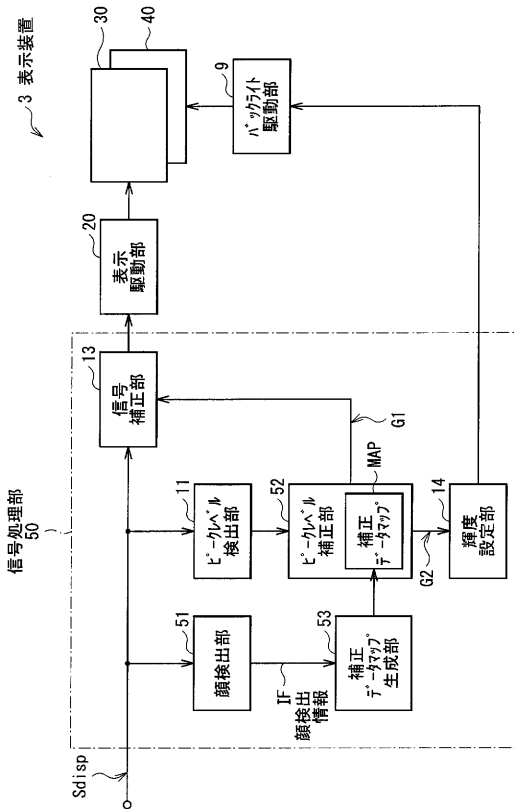 3 表示装置
信号処理部
50
Sdisp
13
信号
補正部
20
表示
駆動部
30
40
9
バックライト
駆動部
11
ピークレベル
検出部
52
ピークレベル
補正部
MAP
補正
データマップ
G1
G2
14
輝度
設定部
51
顔検出部
IF
顔検出
情報
53
補正
データマップ
生成部